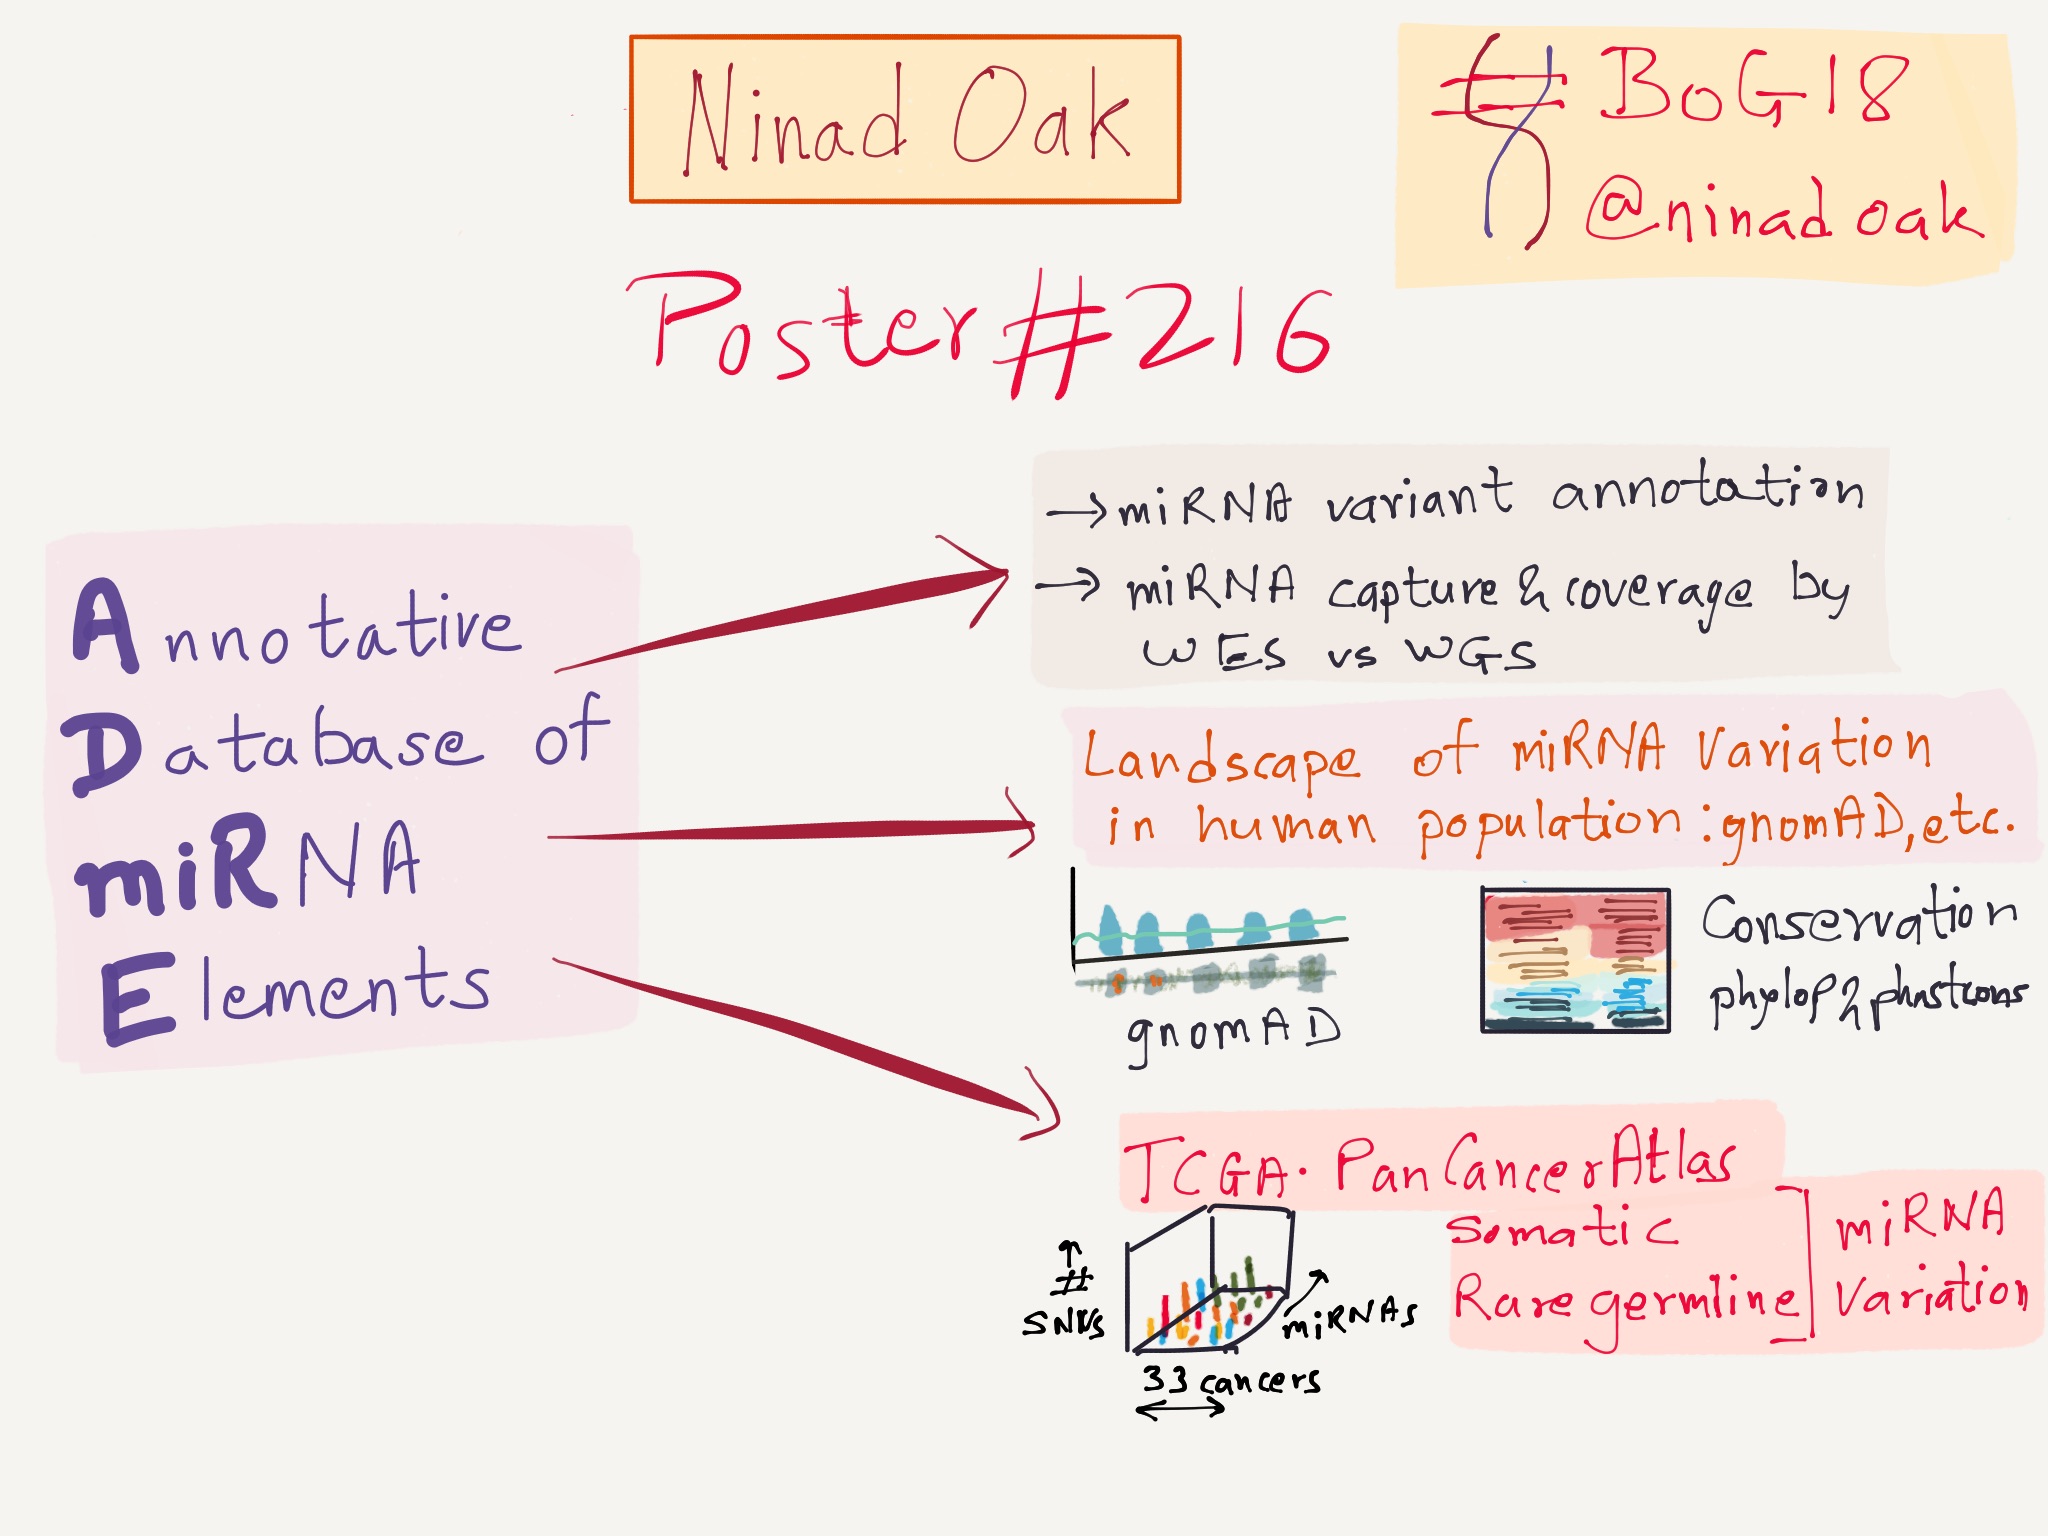 Ninad Oak
# BoG18
@ninadoak
Poster #216
Annotative
Database of
miRNA
Elements
→ miRNA variant annotation
→ miRNA capture & coverage by
WES vs WGS
Landscape of miRNA Variation
in human population: gnomAD, etc.
gnomAD
Conservation
phylop & phastcons
TCGA. PanCancerAtlas
Somatic
Rare germline
miRNA
Variation
↑
#
SNVs
miRNAs
33 cancers